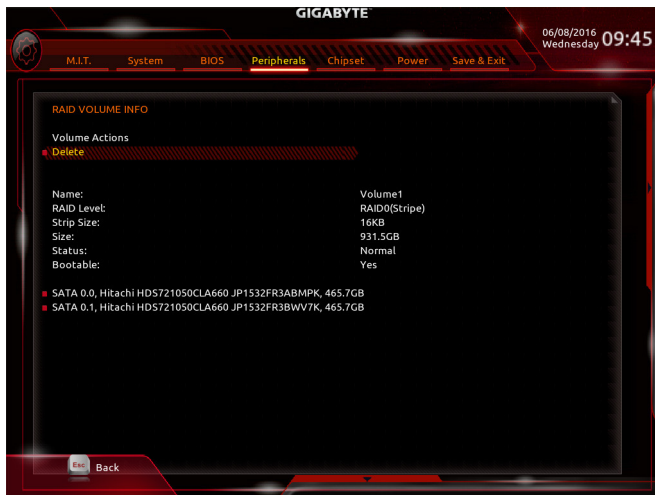 GIGABYTE
06/08/2016
Wednesday 09:45
M.I.T. System BIOS Peripherals Chipset Power Save & Exit
RAID VOLUME INFO
Volume Actions
Delete
Name: Volume1
RAID Level: RAID0(Stripe)
Strip Size: 16KB
Size: 931.5GB
Status: Normal
Bootable: Yes
SATA 0.0, Hitachi HDS721050CLA660 JP1532FR3ABMPK, 465.7GB
SATA 0.1, Hitachi HDS721050CLA660 JP1532FR3BWV7K, 465.7GB
Esc Back